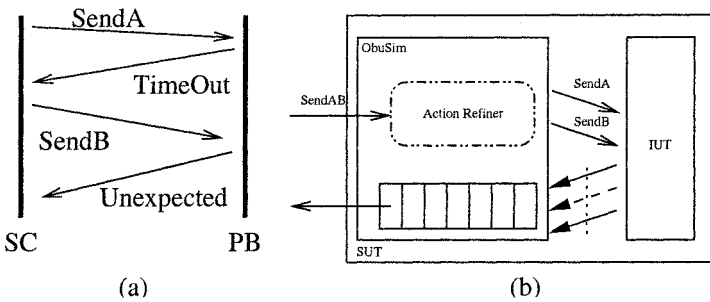 SendA
TimeOut
SendB
Unexpected
SC
PB
(a)
ObuSim
SendAB
Action Refiner
SendA
SendB
IUT
SUT
(b)